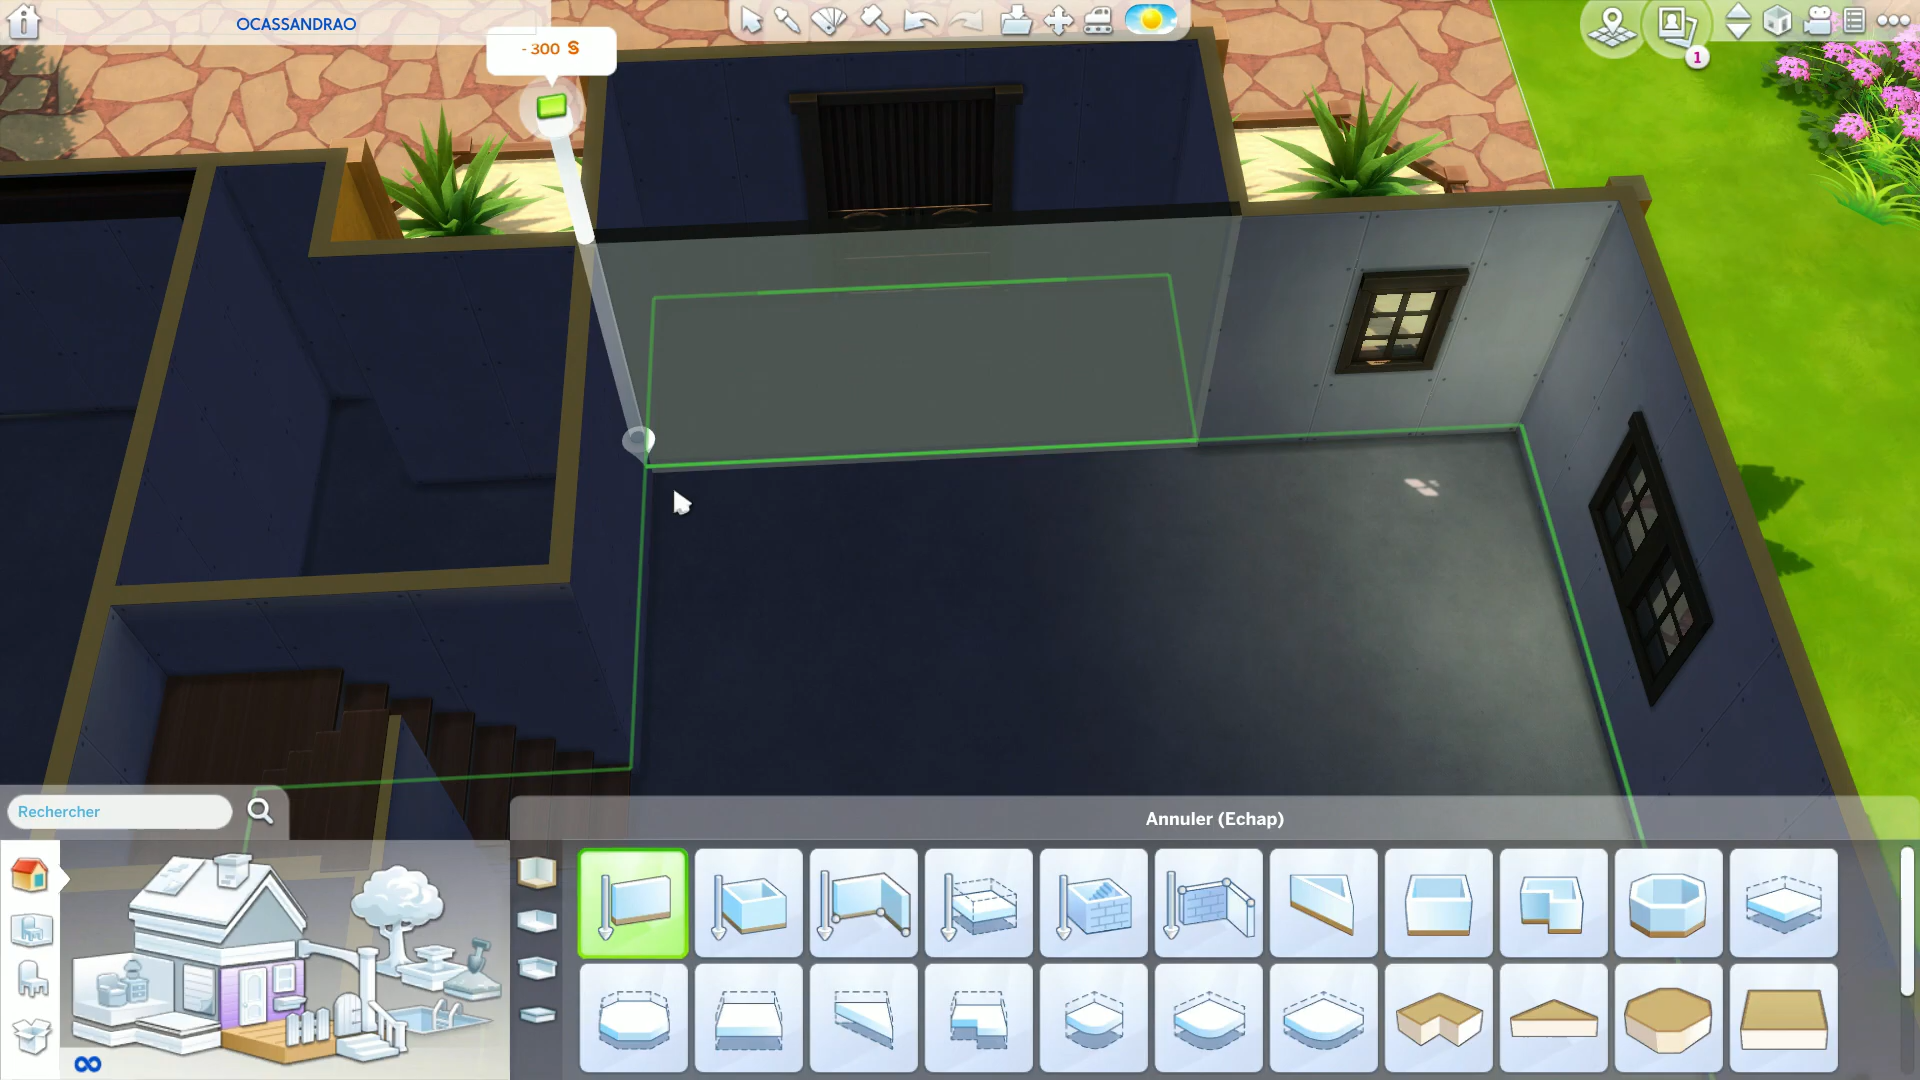 OCASSANDRAO
- 300 §
1
Rechercher
Annuler (Echap)